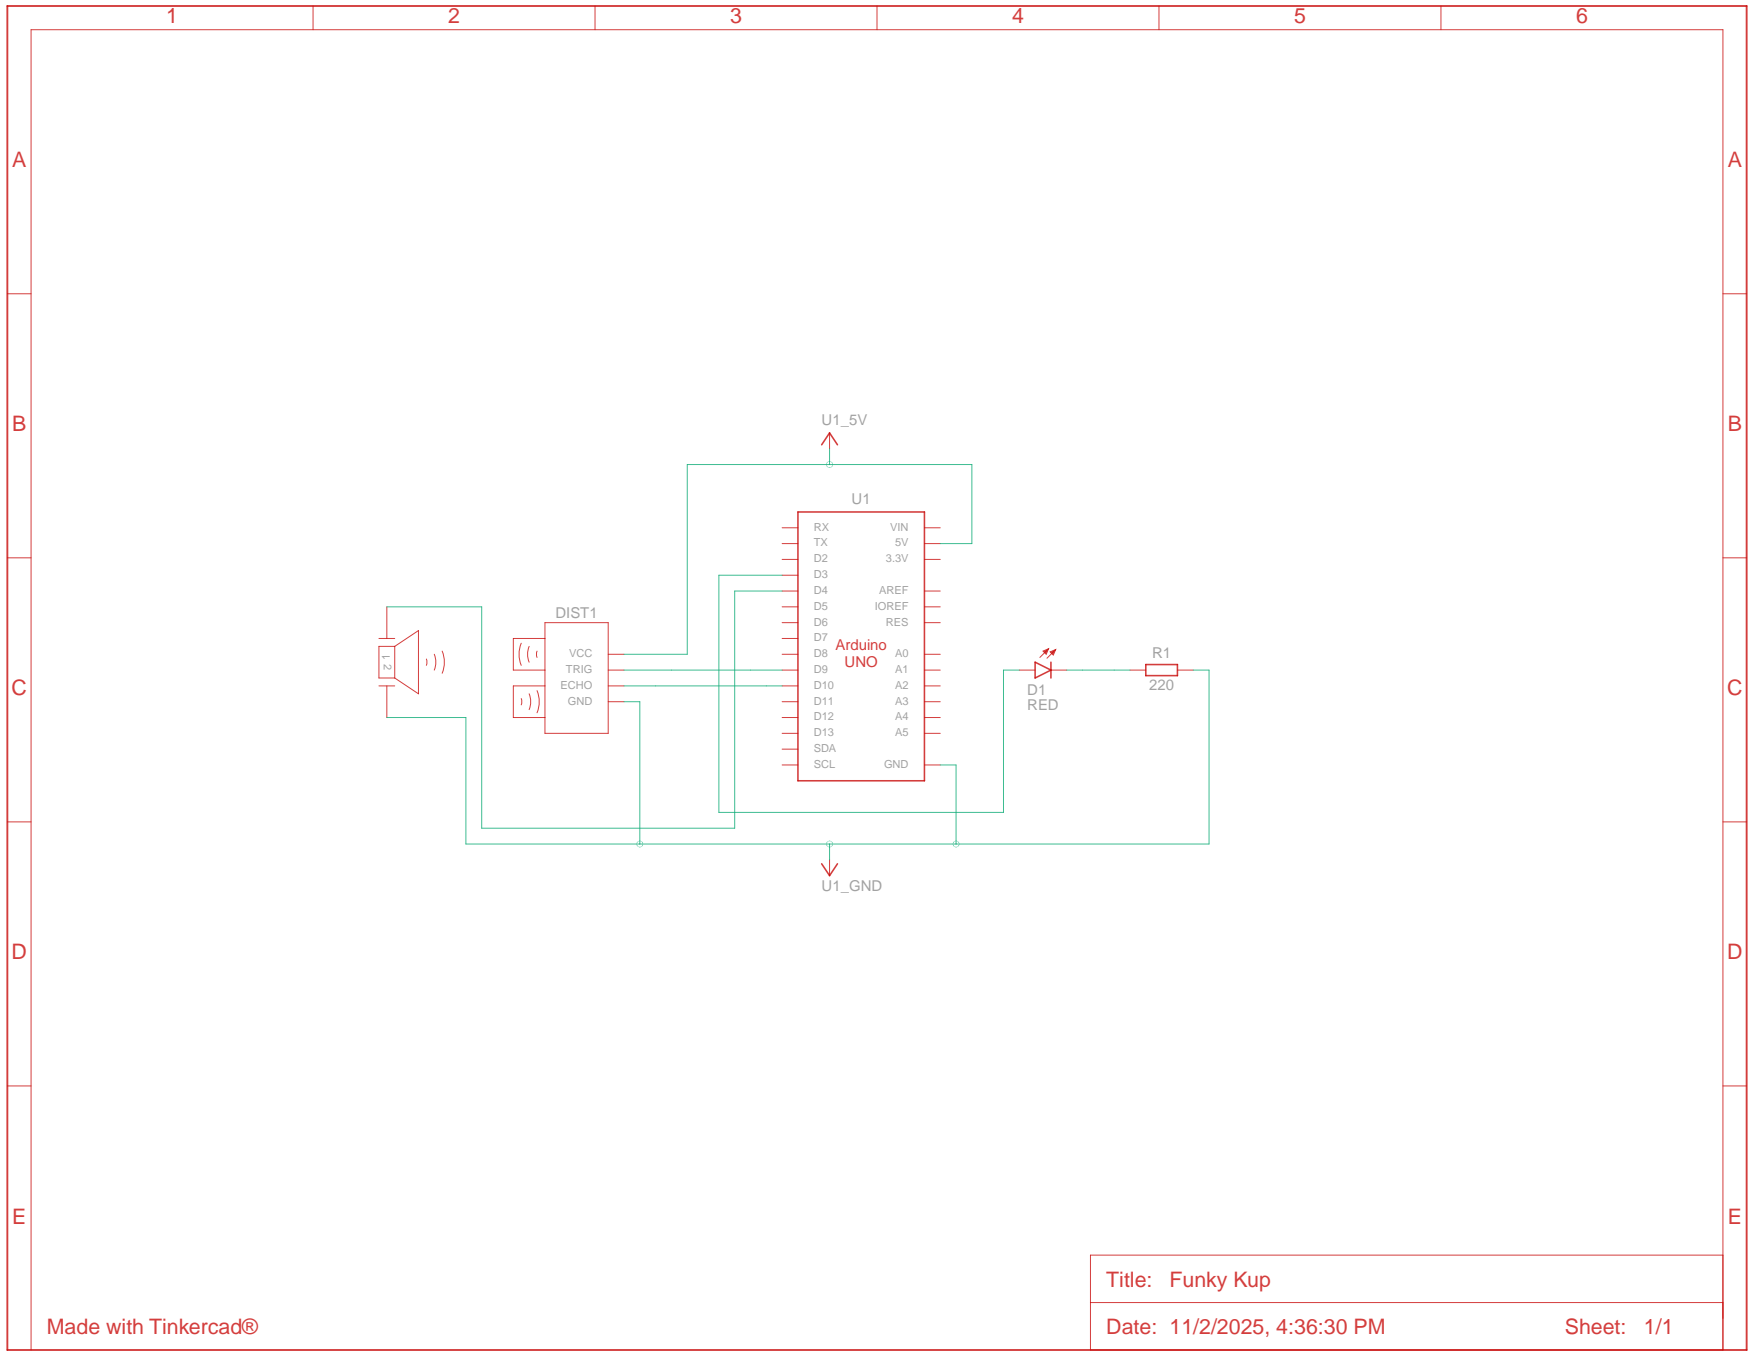 1 2 3 4 5 6
A A
B B
U1_5V
U1
RX VIN
TX 5V
D2 3.3V
D3
D4 AREF
DIST1 D5 IOREF
D6 RES
D7
Arduino
UNO
VCC D8 A0
TRIG D9 A1
ECHO D10 A2
GND D11 A3
D12 A4
D13 A5
SDA
SCL GND
1 2
R1
220
D1
RED
C C
U1_GND
D D
E E
Title: Funky Kup
Made with Tinkercad®
Date: 11/2/2025, 4:36:30 PM Sheet: 1/1